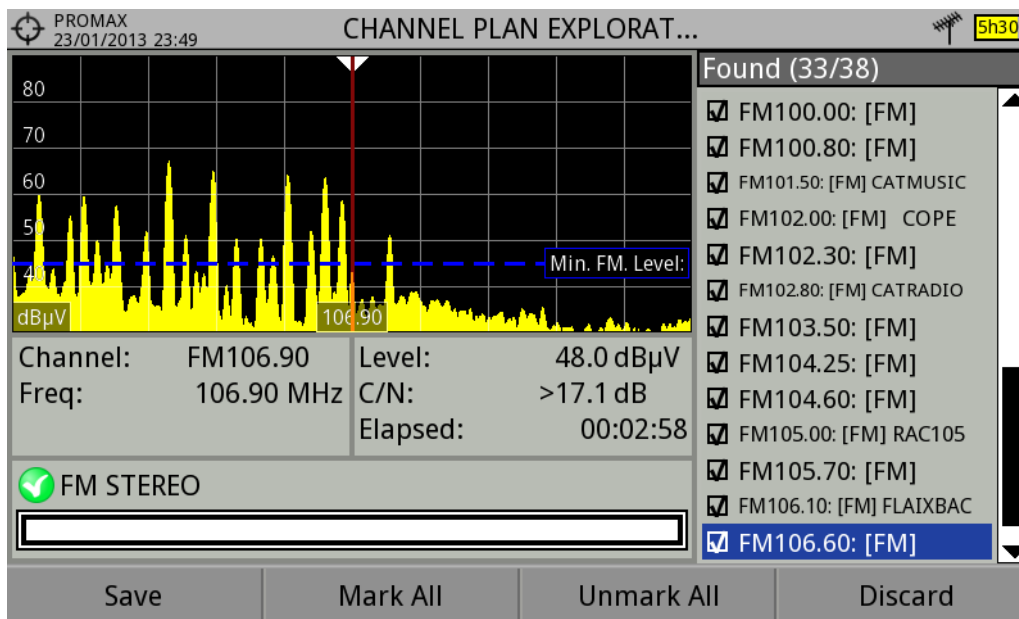 PROMAX
23/01/2013 23:49
CHANNEL PLAN EXPLORAT...
5h30
80
70
60
50
40
dBµV
106.90
Min. FM. Level:
Channel: FM106.90
Freq: 106.90 MHz
Level: 48.0 dBµV
C/N: >17.1 dB
Elapsed: 00:02:58
FM STEREO
Found (33/38)
FM100.00: [FM]
FM100.80: [FM]
FM101.50: [FM] CATMUSIC
FM102.00: [FM] COPE
FM102.30: [FM]
FM102.80: [FM] CATRADIO
FM103.50: [FM]
FM104.25: [FM]
FM104.60: [FM]
FM105.00: [FM] RAC105
FM105.70: [FM]
FM106.10: [FM] FLAIXBAC
FM106.60: [FM]
Save
Mark All
Unmark All
Discard